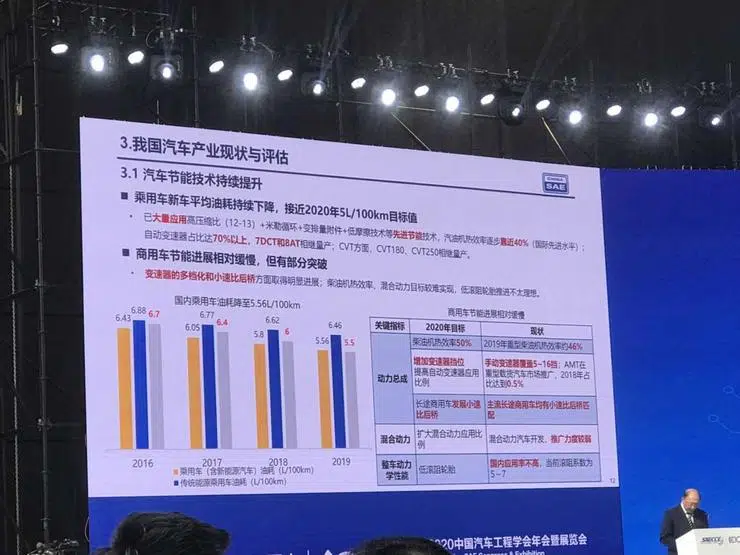 3.我国汽车产业现状与评估
CHINA
SAE
3.1 汽车节能技术持续提升
■ 乘用车新车平均油耗持续下降，接近2020年5L/100km目标值
• 已大量应用高压缩比（12-13）+米勒循环+变排量附件+低摩擦技术等先进节能技术，汽油机热效率逐步靠近40%（国际先进水平）；
自动变速器占比达70%以上，7DCT和8AT相继量产；CVT方面，CVT180、CVT250相继量产。
■ 商用车节能进展相对缓慢，但有部分突破
• 变速器的多档化和小速比后桥方面取得明显进展；柴油机热效率、混合动力目标较难实现，低滚阻轮胎推进不太理想。
国内乘用车油耗降至5.56L/100km
6.43 6.88 6.7
6.05 6.77 6.4
5.8 6.62 6
5.56 6.46 5.5
2016 2017 2018 2019
乘用车（含新能源汽车）油耗（L/100km）
传统能源乘用车油耗（L/100km）
商用车节能进展相对缓慢
关键指标 2020年目标 现状
动力总成
柴油机热效率50% 2019年重型柴油机热效率约46%
增加变速器挡位
提高自动变速器应用
比例
手动变速器覆盖5~16挡；AMT在
重型载货汽车市场推广，2018年占
比达到0.5%
长途商用车发展小速
比后桥
主流长途商用车均有小速比后桥匹
配
混合动力 扩大混合动力应用比例 混合动力汽车开发、推广力度较弱
整车动力
学性能
低滚阻轮胎
国内应用率不高，当前滚阻系数为
5~7
12
2020中国汽车工程学会年会暨展览会